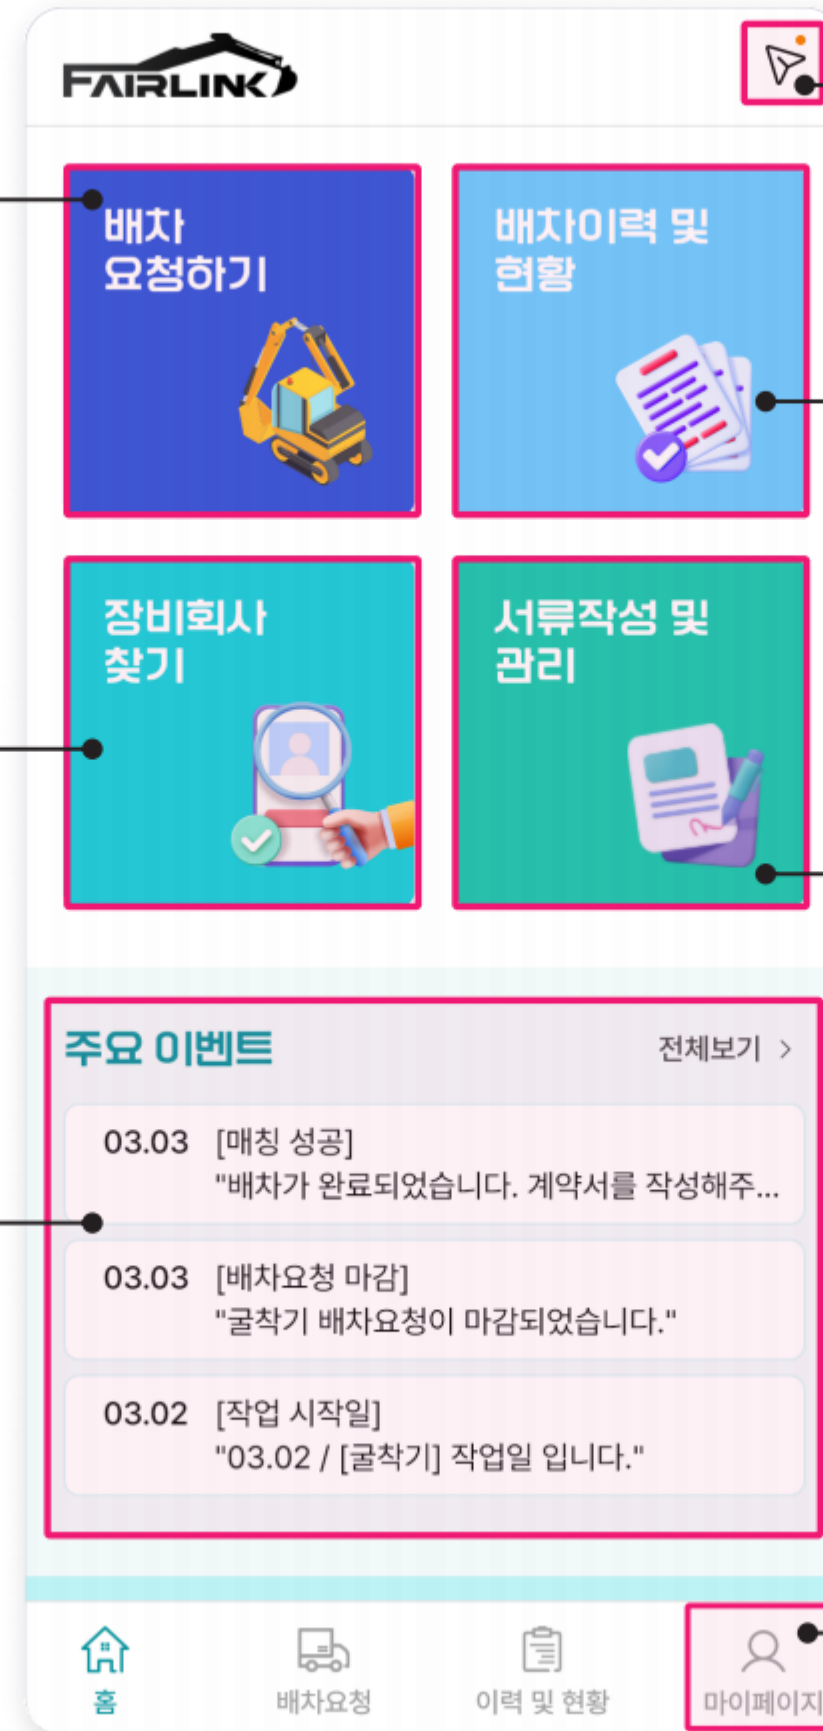 FAIRLINK
배차
요청하기
배차이력 및
현황
장비회사
찾기
서류작성 및
관리
주요 이벤트
전체보기 >
03.03 [매칭 성공]
"배차가 완료되었습니다. 계약서를 작성해주...
03.03 [배차요청 마감]
"굴착기 배차요청이 마감되었습니다."
03.02 [작업 시작일]
"03.02 / [굴착기] 작업일 입니다."
홈
배차요청
이력 및 현황
마이페이지